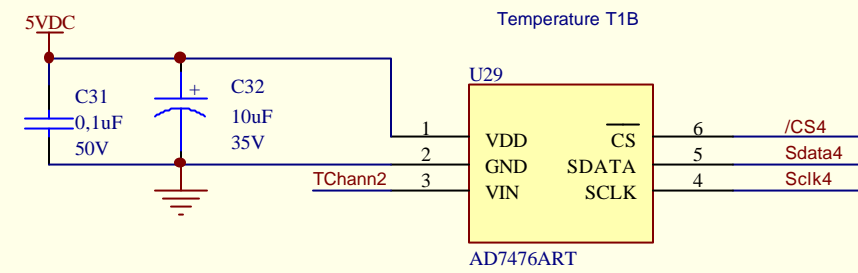 5VDC
Temperature T1B
C31
0,1uF
50V
+
C32
10uF
35V
U29
1 VDD CS 6 /CS4
2 GND SDATA 5 Sdata4
TChann2 3 VIN SCLK 4 Sclk4
AD7476ART